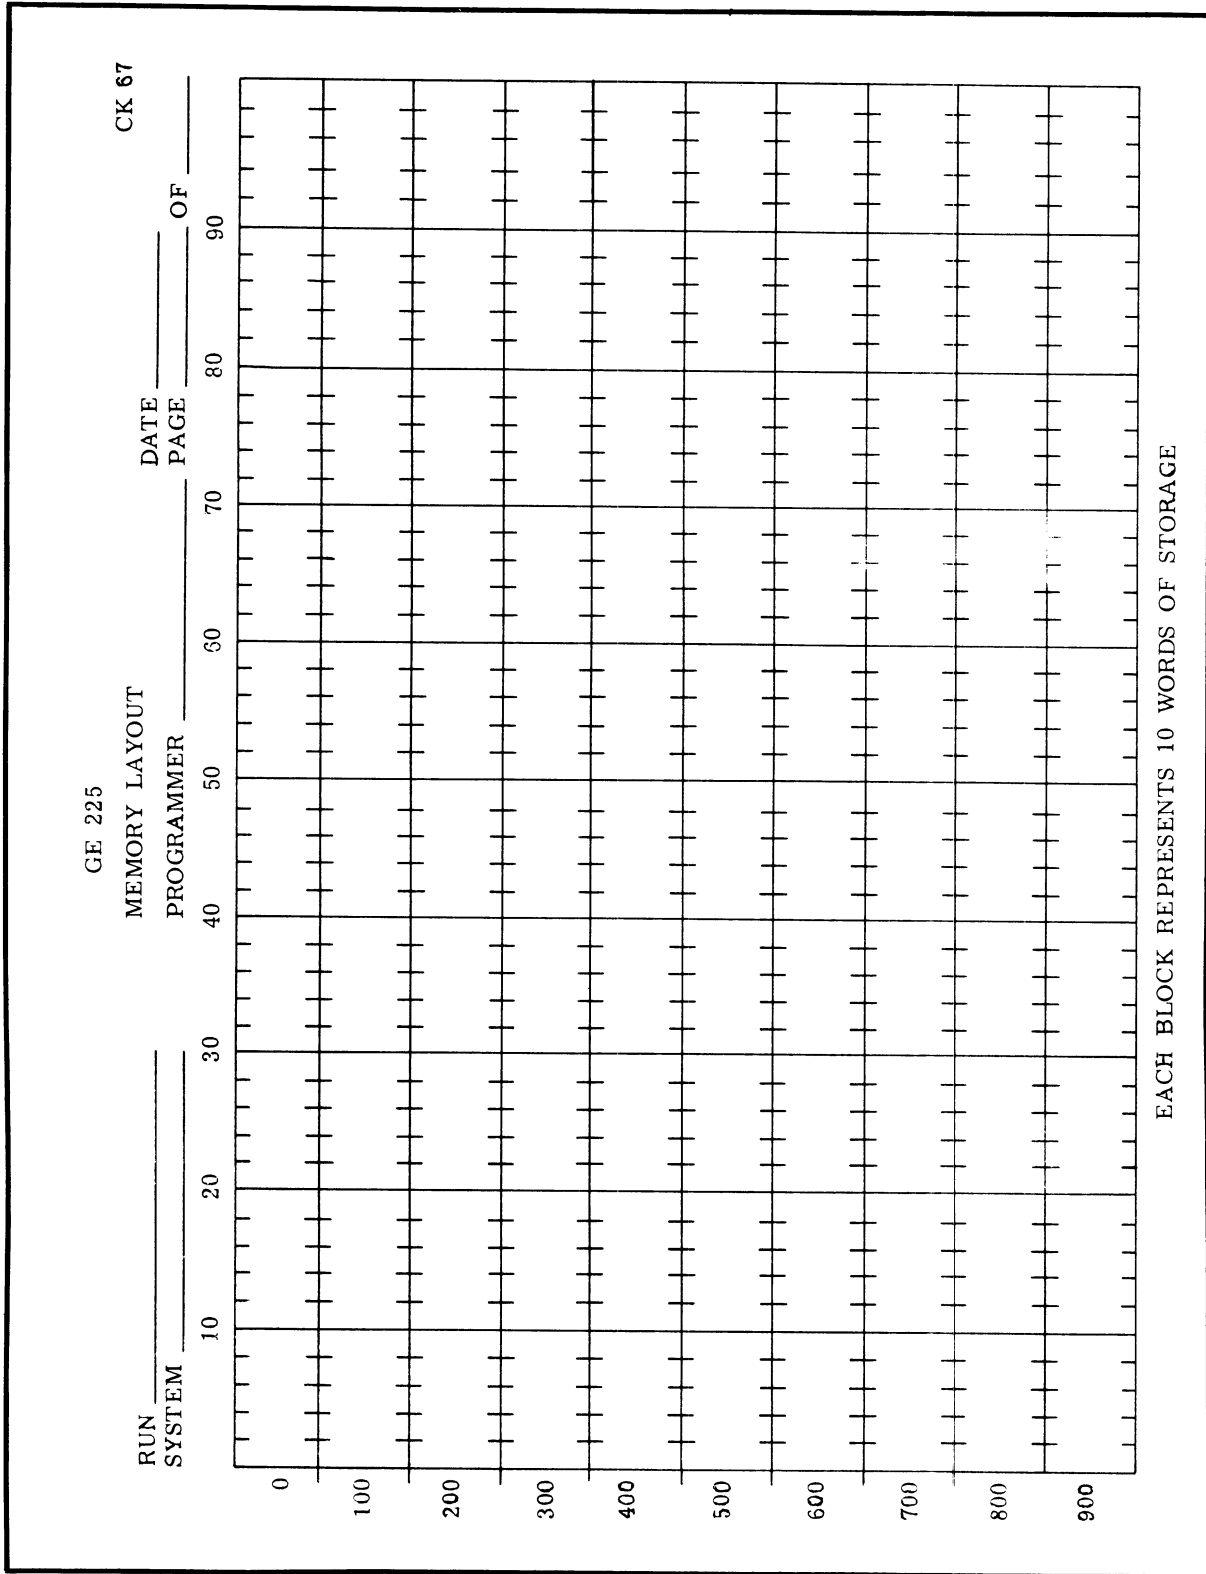 GE 225
CK 67
MEMORY LAYOUT
RUN DATE
SYSTEM PROGRAMMER PAGE OF
10 20 30 40 50 60 70 80 90
0
100
200
300
400
500
600
700
800
900
EACH BLOCK REPRESENTS 10 WORDS OF STORAGE